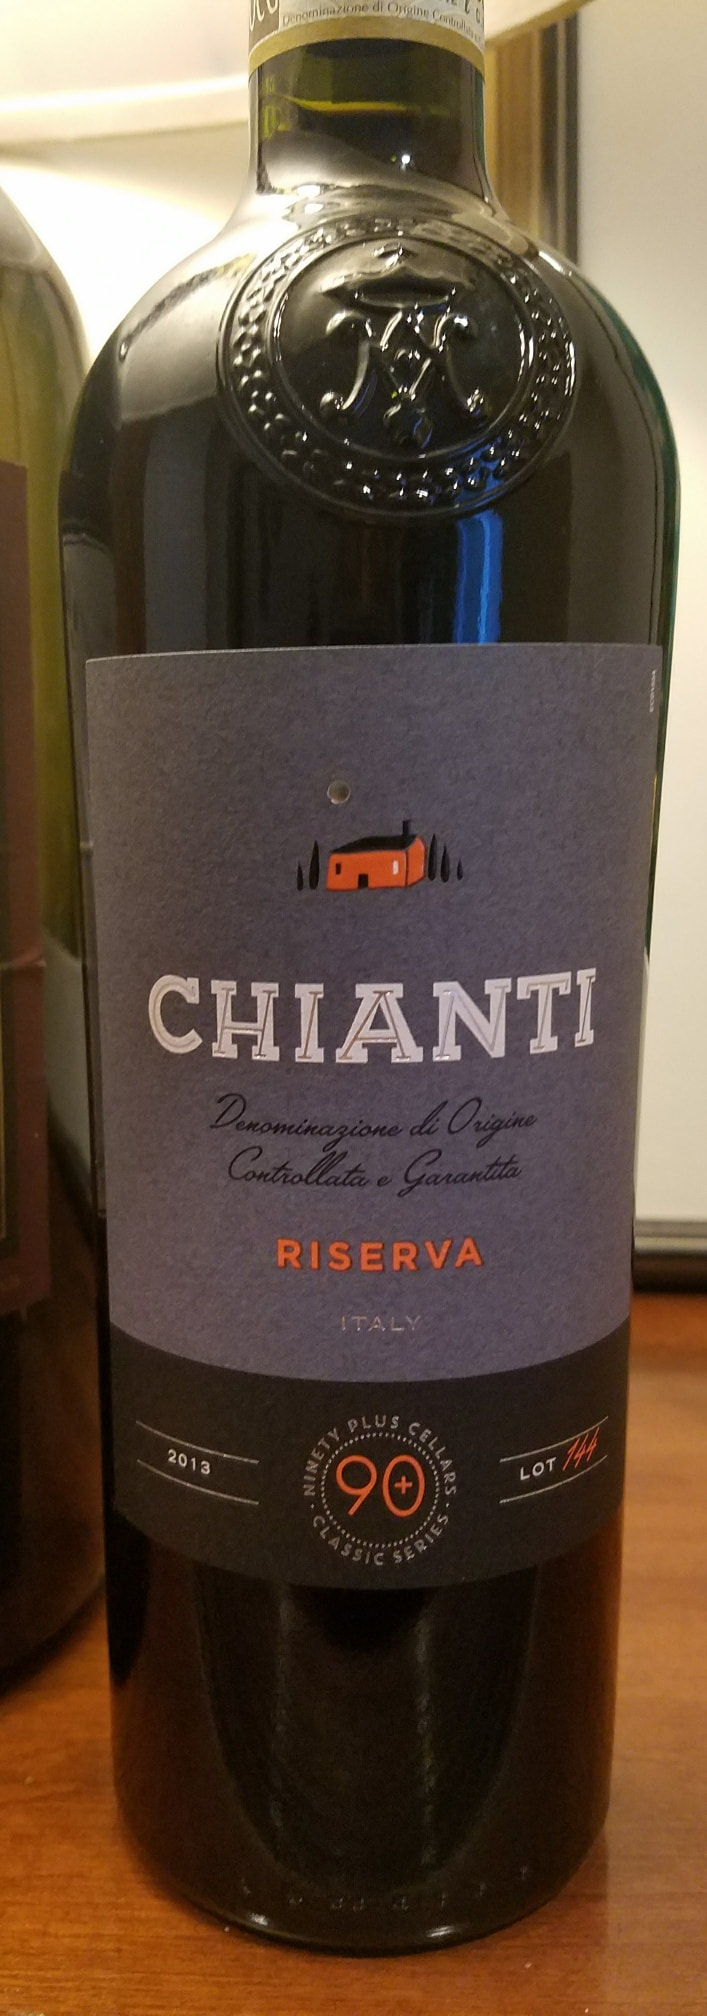 Denominazione di Origine Controllata
CHIANTI
Denominazione di Origine
Controllata e Garantita
RISERVA
ITALY
2013
NINETY PLUS CELLARS
90+
CLASSIC SERIES
LOT 144